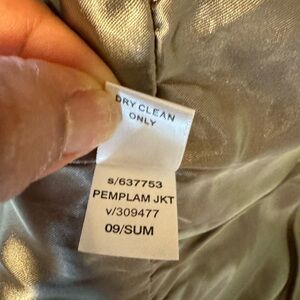 DRY CLEAN
ONLY
s/637753
PEMPLAM JKT
v/309477
09/SUM